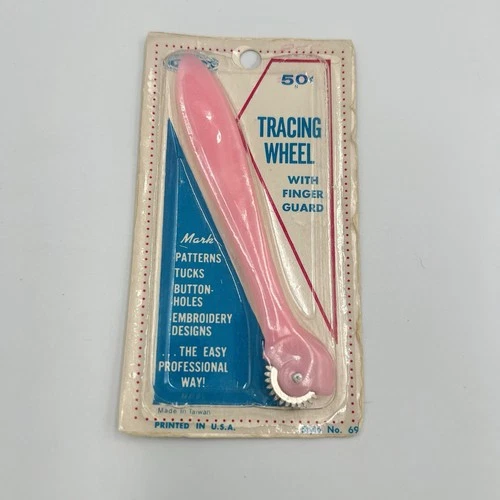 50¢
TRACING
WHEEL
WITH
FINGER
GUARD
Mark
PATTERNS
TUCKS
BUTTON-
HOLES
EMBROIDERY
DESIGNS
...THE EASY
PROFESSIONAL
WAY!
Made in Taiwan
PRINTED IN U.S.A.
No. 69